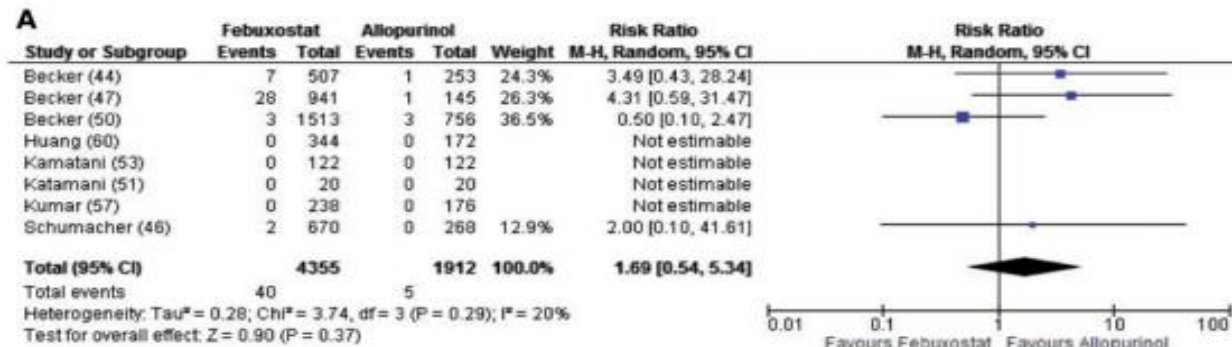 A
Febuxostat Allopurinol Risk Ratio Risk Ratio
Study or Subgroup Events Total Events Total Weight M-H, Random, 95% CI M-H, Random, 95% CI
Becker (44) 7 507 1 253 24.3% 3.49 [0.43, 28.24]
Becker (47) 28 941 1 145 26.3% 4.31 [0.59, 31.47]
Becker (50) 3 1513 3 756 36.5% 0.50 [0.10, 2.47]
Huang (60) 0 344 0 172 Not estimable
Kamatani (53) 0 122 0 122 Not estimable
Katamani (51) 0 20 0 20 Not estimable
Kumar (57) 0 238 0 176 Not estimable
Schumacher (46) 2 670 0 268 12.9% 2.00 [0.10, 41.61]
Total (95% CI) 4355 1912 100.0% 1.69 [0.54, 5.34]
Total events 40 5
Heterogeneity: Tau² = 0.28; Chi² = 3.74, df = 3 (P = 0.29); I² = 20%
Test for overall effect: Z = 0.90 (P = 0.37)
0.01 0.1 1 10 100
Favours Febuxostat Favours Allopurinol